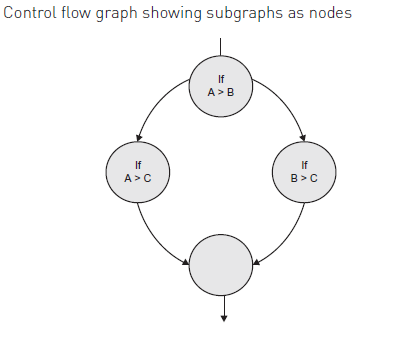 Control flow graph showing subgraphs as nodes
If
A > B
If
A > C
If
B > C